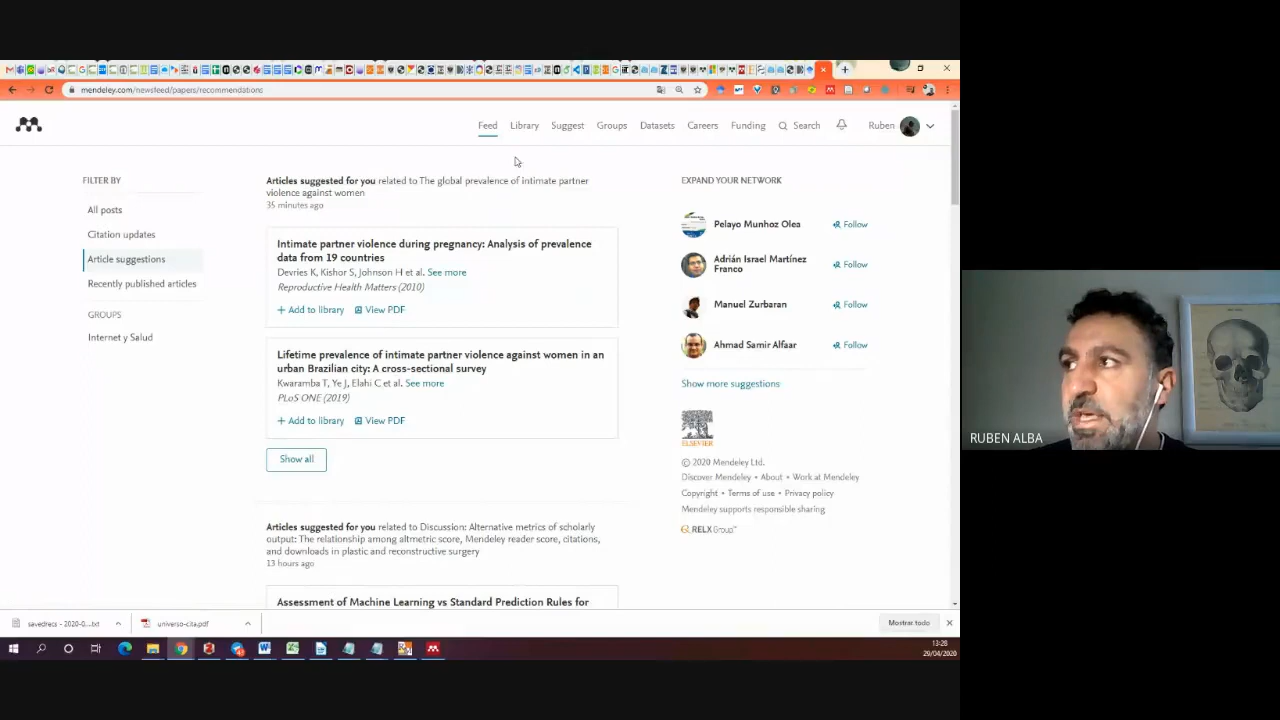 mendeley.com/newsfeed/papers/recommendations
Feed
Library
Suggest
Groups
Datasets
Careers
Funding
Search
Ruben
FILTER BY
All posts
Citation updates
Article suggestions
Recently published articles
GROUPS
Internet y Salud
Articles suggested for you related to The global prevalence of intimate partner
violence against women
35 minutes ago
Intimate partner violence during pregnancy: Analysis of prevalence
data from 19 countries
Devries K, Kishor S, Johnson H et al. See more
Reproductive Health Matters (2010)
+ Add to library View PDF
Lifetime prevalence of intimate partner violence against women in an
urban Brazilian city: A cross-sectional survey
Kwaramba T, Ye J, Elahi C et al. See more
PLoS ONE (2019)
+ Add to library View PDF
Show all
Articles suggested for you related to Discussion: Alternative metrics of scholarly
output: The relationship among altmetric score, Mendeley reader score, citations,
and downloads in plastic and reconstructive surgery
13 hours ago
Assessment of Machine Learning vs Standard Prediction Rules for
EXPAND YOUR NETWORK
Pelayo Munhoz Olea Follow
Adrián Israel Martínez
Franco Follow
Manuel Zurbaran Follow
Ahmad Samir Alfaar Follow
Show more suggestions
ELSEVIER
© 2020 Mendeley Ltd.
Discover Mendeley • About • Work at Mendeley
Copyright • Terms of use • Privacy policy
Mendeley supports responsible sharing
RELX Group™
savedrecs - 2020-0....txt
universo-cita.pdf
Mostrar todo
13:28
29/04/2020
RUBEN ALBA